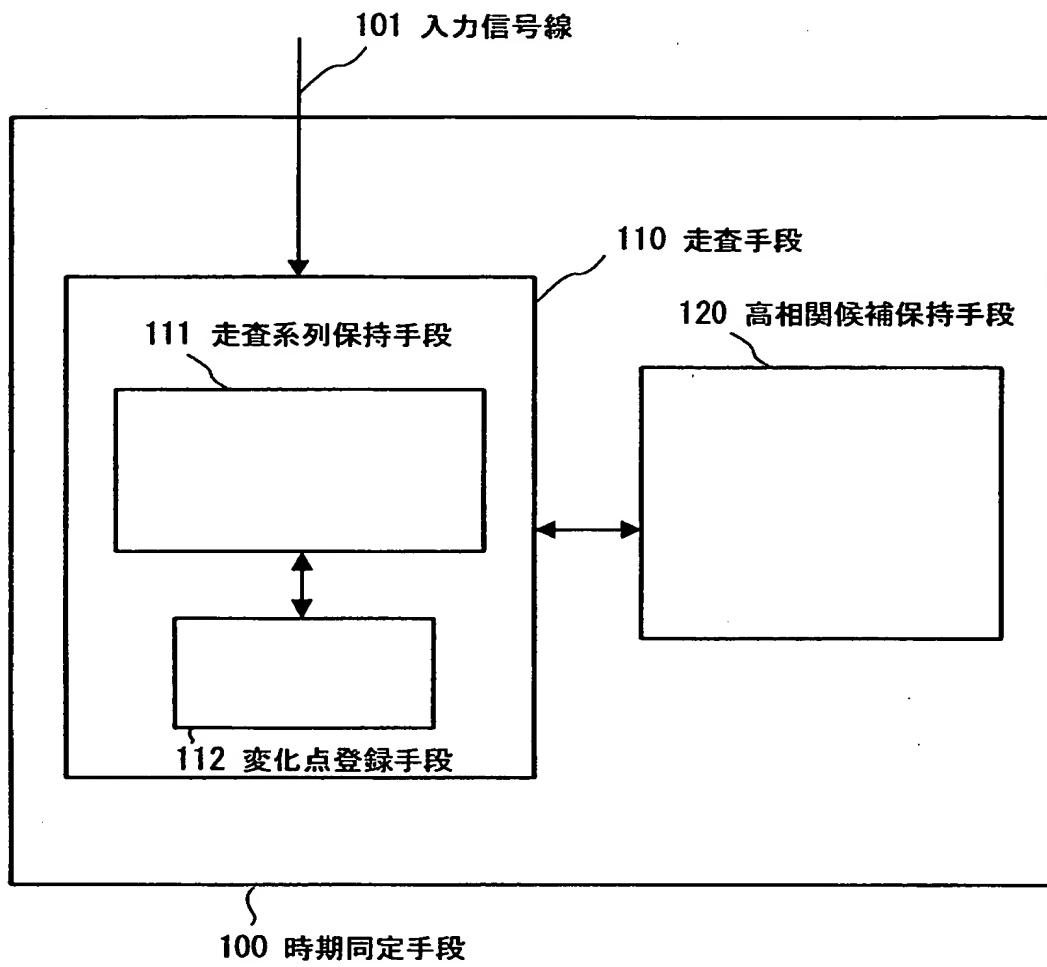 101 入力信号線
110 走査手段
120 高相関候補保持手段
111 走査系列保持手段
112 変化点登録手段
100 時期同定手段